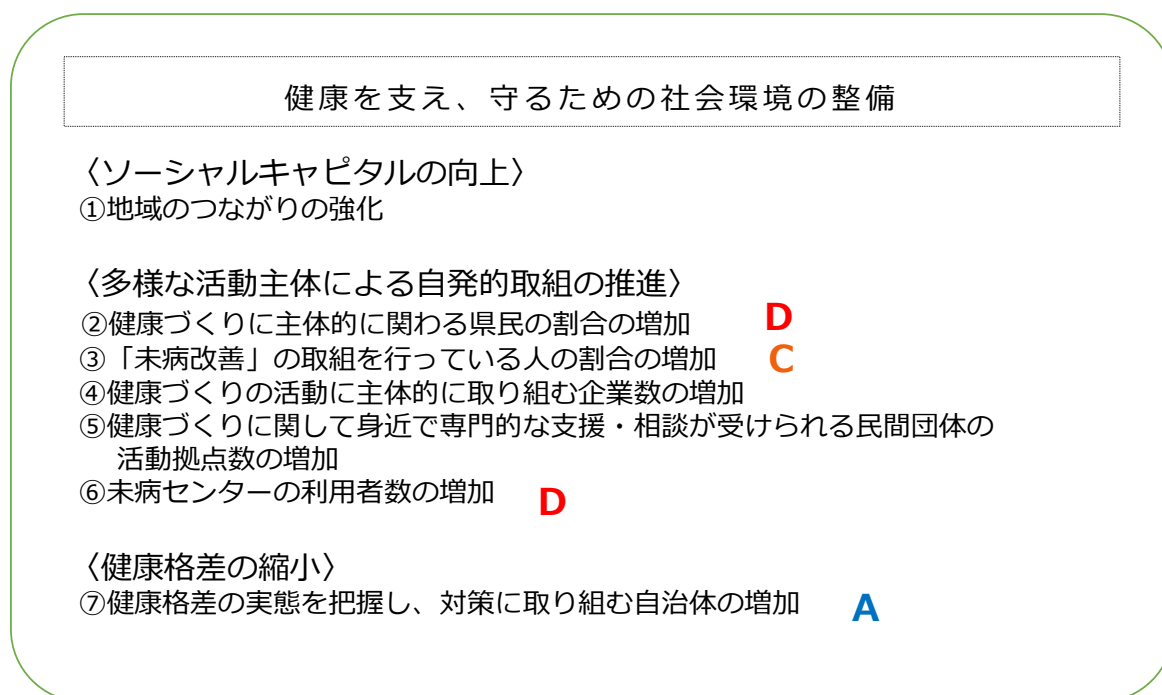 健康を支え、守るための社会環境の整備
〈ソーシャルキャピタルの向上〉
①地域のつながりの強化
〈多様な活動主体による自発的取組の推進〉
②健康づくりに主体的に関わる県民の割合の増加 D
③「未病改善」の取組を行っている人の割合の増加 C
④健康づくりの活動に主体的に取り組む企業数の増加
⑤健康づくりに関して身近で専門的な支援・相談が受けられる民間団体の
活動拠点数の増加
⑥未病センターの利用者数の増加 D
〈健康格差の縮小〉
⑦健康格差の実態を把握し、対策に取り組む自治体の増加 A